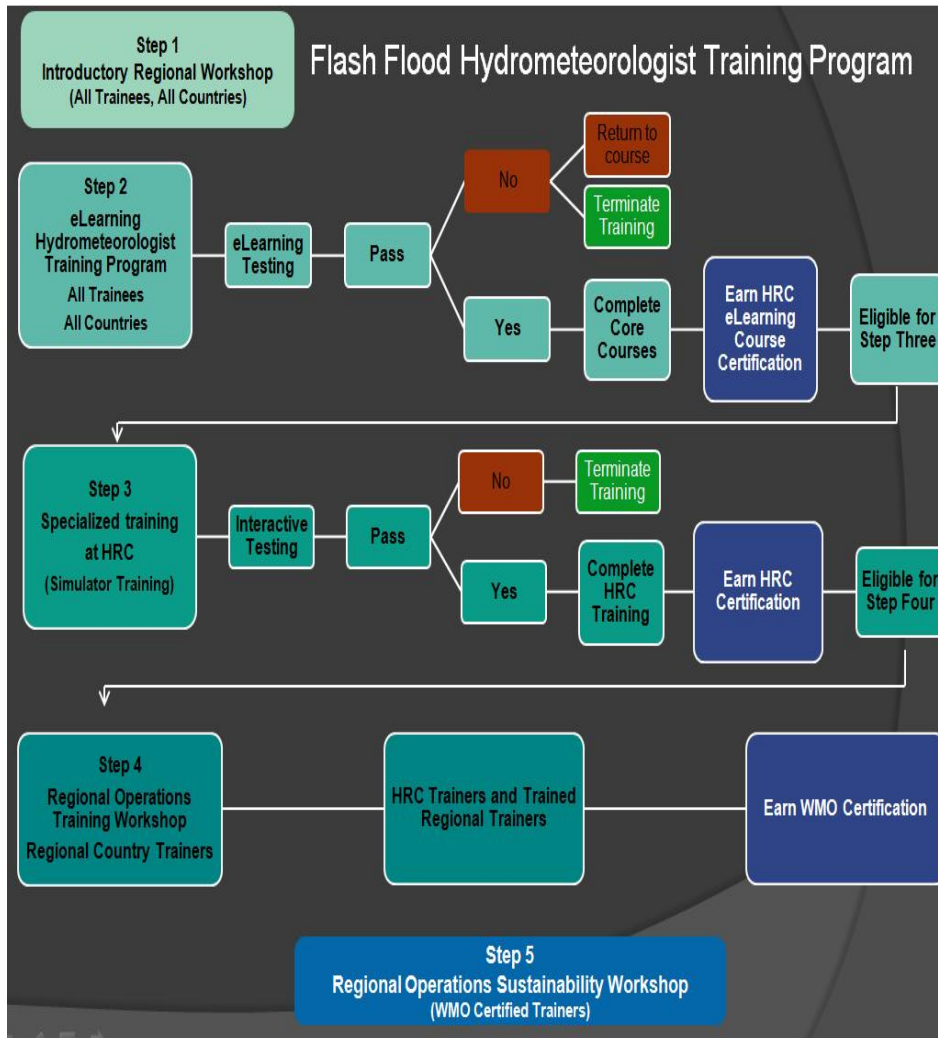 Step 1
Introductory Regional Workshop
(All Trainees, All Countries)
Flash Flood Hydrometeorologist Training Program
Step 2
eLearning
Hydrometeorologist
Training Program
All Trainees
All Countries
eLearning
Testing
Pass
No
Return to
course
Terminate
Training
Yes
Complete
Core
Courses
Earn HRC
eLearning
Course
Certification
Eligible for
Step Three
Step 3
Specialized training
at HRC
(Simulator Training)
Interactive
Testing
Pass
No
Terminate
Training
Yes
Complete
HRC
Training
Earn HRC
Certification
Eligible for
Step Four
Step 4
Regional Operations
Training Workshop
Regional Country Trainers
HRC Trainers and Trained
Regional Trainers
Earn WMO Certification
Step 5
Regional Operations Sustainability Workshop
(WMO Certified Trainers)